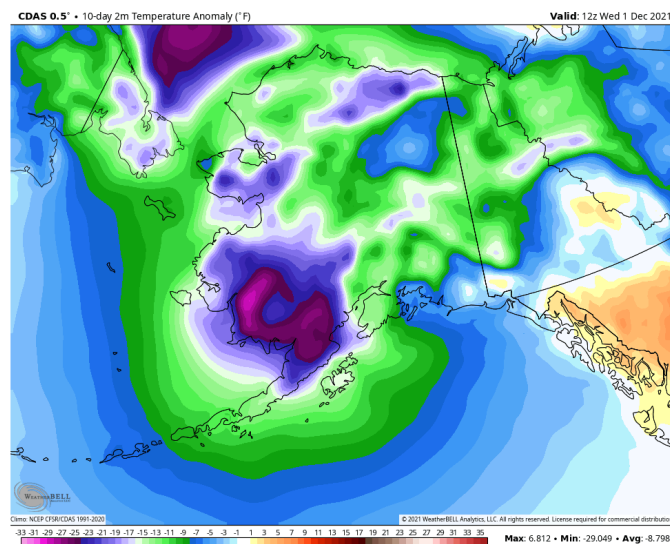 CDAS 0.5° • 10-day 2m Temperature Anomaly (°F)
Valid: 12z Wed 1 Dec 2021
WEATHERBELL
Climo: NCEP CFSR/CDAS 1991-2020
© 2021 WeatherBELL Analytics, LLC. All rights reserved. License required for commercial distributio
-33 -31 -29 -27 -25 -23 -21 -19 -17 -15 -13 -11 -9 -7 -5 -3 -1 1 3 5 7 9 11 13 15 17 19 21 23 25 27 29 31 33 35
Max: 6.812 • Min: -29.049 • Avg: -8.796